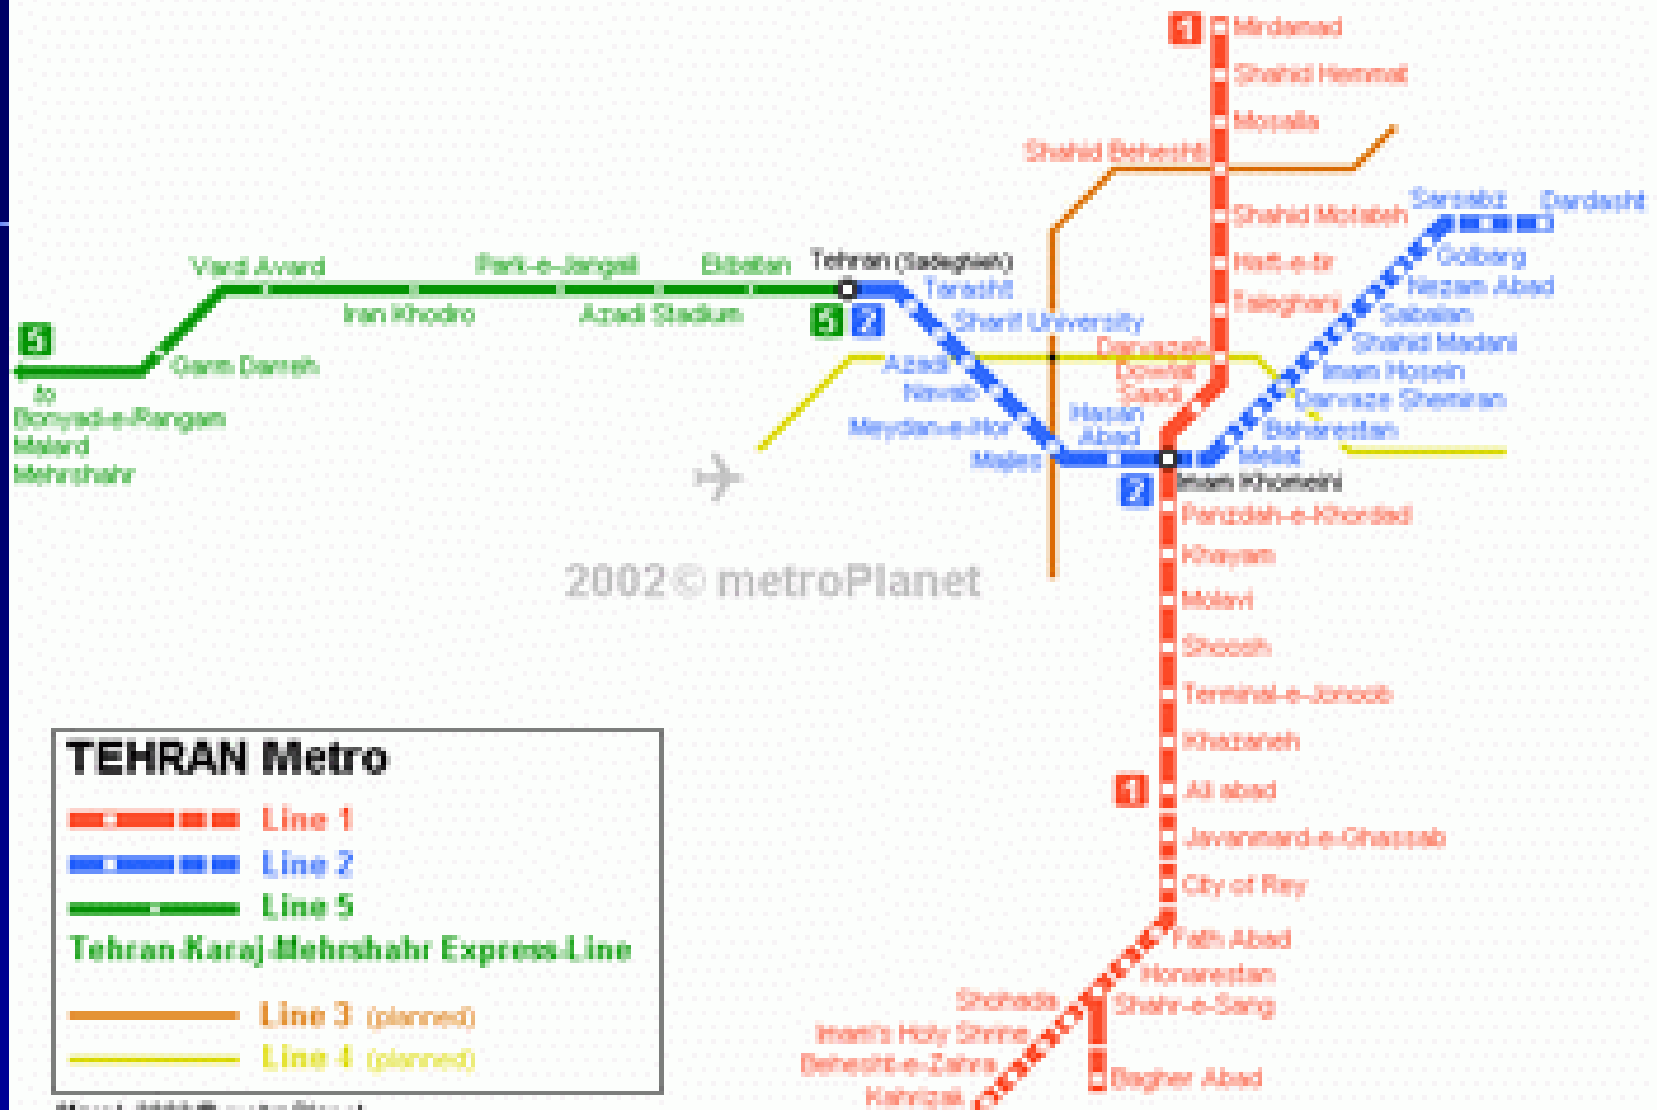 1
Mirdamad
Shahid Hemmat
Mosalla
Shahid Beheshti
Shahid Mofateh
Haft-e-tir
Taleghani
Darvazeh
Dowlat
Saadi
Sarsabz
Dardasht
Golbarg
Nezam Abad
Sabalan
Shahid Madani
Imam Hosein
Darvaze Shemiran
Baharestan
Mellat
Vard Avard
Park-e-Jangali
Ekbatan
Tehran (Sadeghieh)
Iran Khodro
Azadi Stadium
5 2
Tarasht
Sharif University
Azadi
Navab
Meydan-e-Hor
Hasan
Abad
Majles
5
Garm Darreh
to
Bonyad-e-Rangam
Malard
Mehrshahr
2
Imam Khomeini
Panzdah-e-Khordad
Khayam
Molavi
Shoosh
Terminal-e-Jonoob
Khazaneh
1
Ali abad
Javanmard-e-Ghassab
City of Rey
Fath Abad
Honarestan
Shohada
Shahr-e-Sang
Imam's Holy Shrine
Behesht-e-Zahra
Kahrizak
Bagher Abad
2002© metroPlanet
TEHRAN Metro
Line 1
Line 2
Line 5
Tehran-Karaj-Mehrshahr Express-Line
Line 3 (planned)
Line 4 (planned)